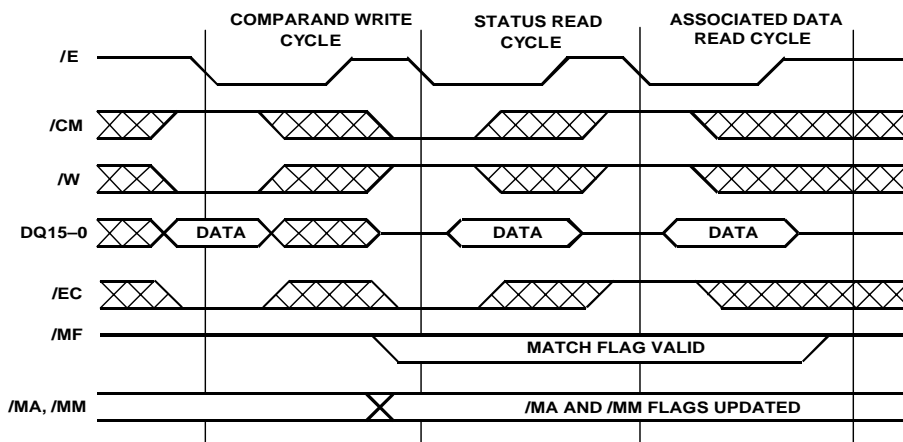 COMPARAND WRITE
CYCLE
STATUS READ
CYCLE
ASSOCIATED DATA
READ CYCLE
/E
/CM
/W
DQ15–0
DATA
DATA
DATA
/EC
/MF
MATCH FLAG VALID
/MA, /MM
/MA AND /MM FLAGS UPDATED